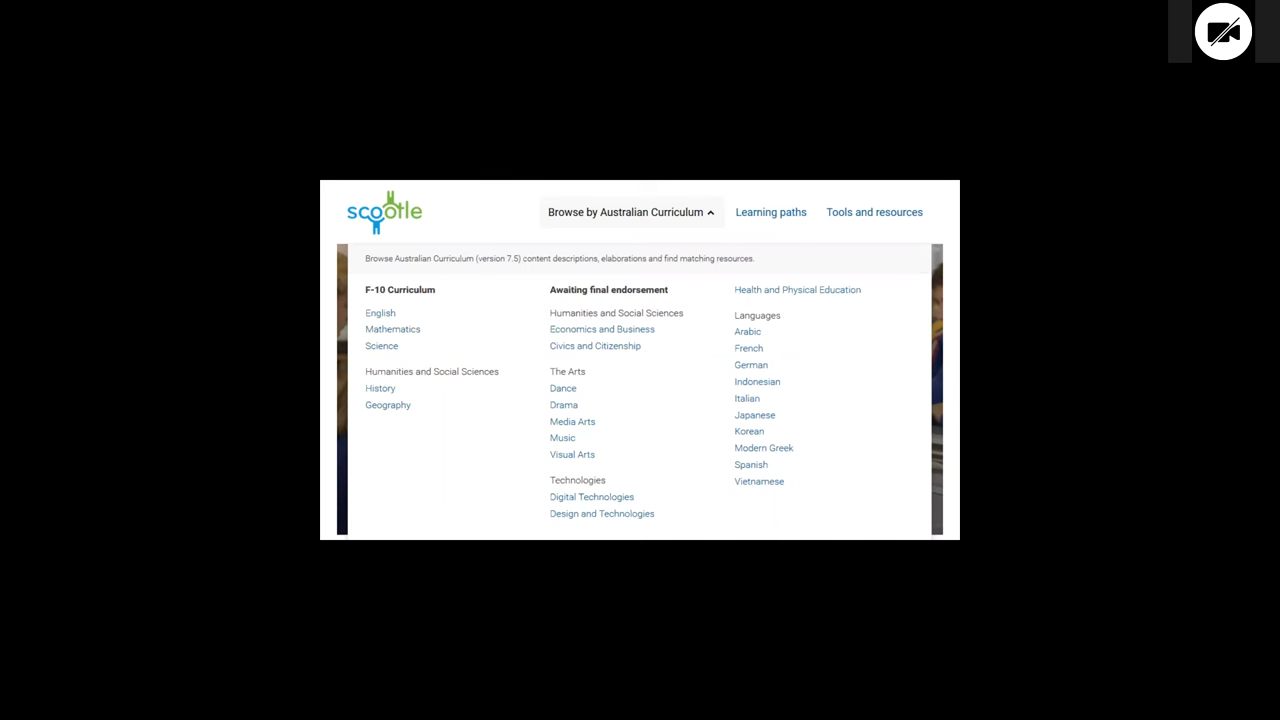 scootle
Browse by Australian Curriculum
Learning paths
Tools and resources
Browse Australian Curriculum (version 7.5) content descriptions, elaborations and find matching resources.
F-10 Curriculum
English
Mathematics
Science
Humanities and Social Sciences
History
Geography
Awaiting final endorsement
Humanities and Social Sciences
Economics and Business
Civics and Citizenship
The Arts
Dance
Drama
Media Arts
Music
Visual Arts
Technologies
Digital Technologies
Design and Technologies
Health and Physical Education
Languages
Arabic
French
German
Indonesian
Italian
Japanese
Korean
Modern Greek
Spanish
Vietnamese